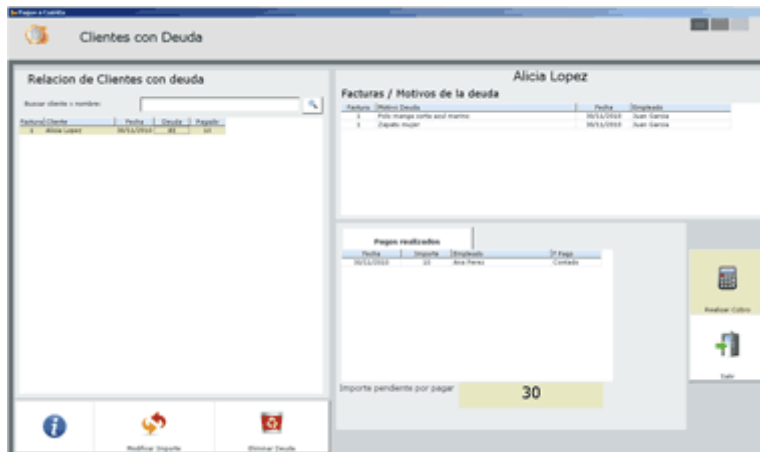 Pagos a Cuenta
Clientes con Deuda
Relacion de Clientes con deuda
Buscar cliente x nombre:
Factura Cliente Fecha Deuda Pagado
1 Alicia Lopez 30/11/2010 10
Alicia Lopez
Facturas / Motivos de la deuda
Factura Motivo Deuda Fecha Empleado
1 Polo manga corta azul marino 30/11/2010 Juan Garcia
1 Zapato mujer 30/11/2010 Juan Garcia
Pagos realizados
Fecha Importe Empleado T Pago
30/11/2010 10 Ana Perez Contado
Importe pendiente por pagar
30
Realizar Cobro
Salir
Modificar Importe
Eliminar Deuda